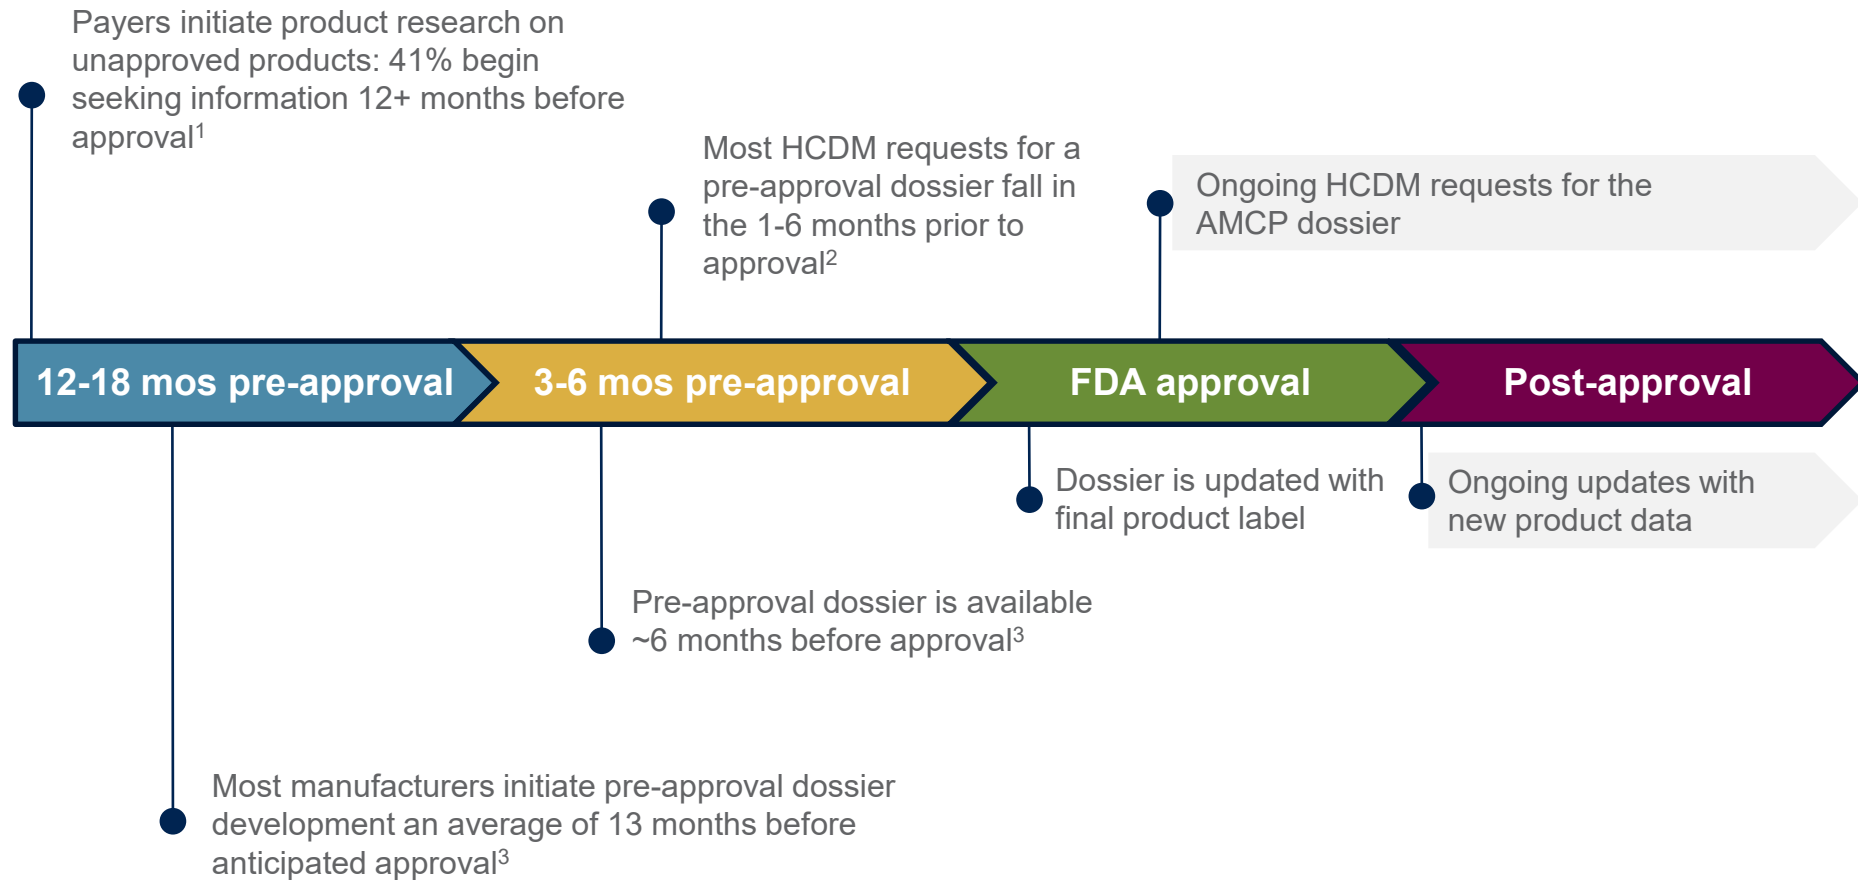 Payers initiate product research on
unapproved products: 41% begin
seeking information 12+ months before
approval¹
Most HCDM requests for a
pre-approval dossier fall in
the 1-6 months prior to
approval²
Ongoing HCDM requests for the
AMCP dossier
12-18 mos pre-approval
3-6 mos pre-approval
FDA approval
Post-approval
Dossier is updated with
final product label
Ongoing updates with
new product data
Pre-approval dossier is available
~6 months before approval³
Most manufacturers initiate pre-approval dossier
development an average of 13 months before
anticipated approval³